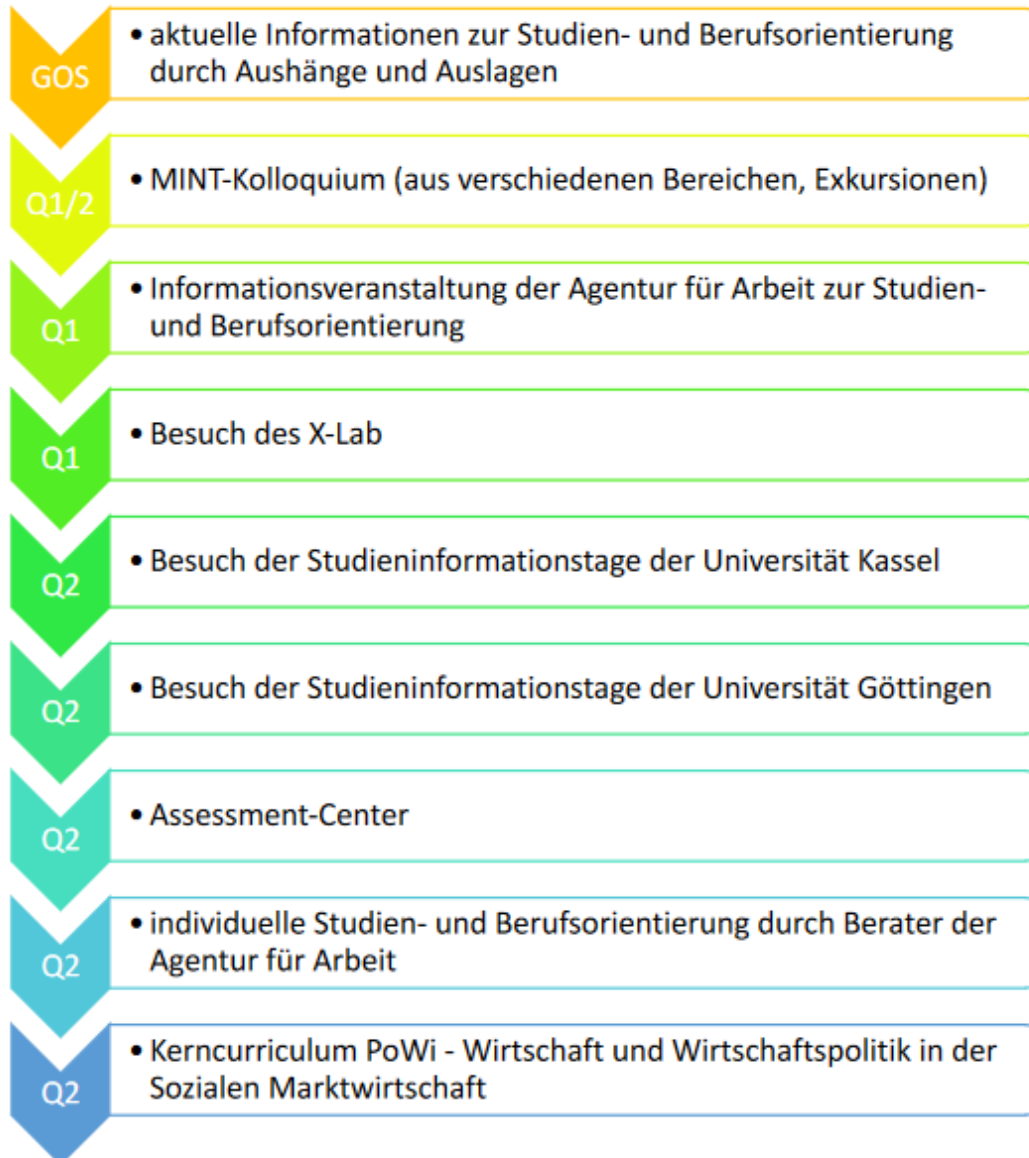 GOS
• aktuelle Informationen zur Studien- und Berufsorientierung
durch Aushänge und Auslagen
Q1/2
• MINT-Kolloquium (aus verschiedenen Bereichen, Exkursionen)
Q1
• Informationsveranstaltung der Agentur für Arbeit zur Studien-
und Berufsorientierung
Q1
• Besuch des X-Lab
Q2
• Besuch der Studieninformationstage der Universität Kassel
Q2
• Besuch der Studieninformationstage der Universität Göttingen
Q2
• Assessment-Center
Q2
• individuelle Studien- und Berufsorientierung durch Berater der
Agentur für Arbeit
Q2
• Kerncurriculum PoWi - Wirtschaft und Wirtschaftspolitik in der
Sozialen Marktwirtschaft